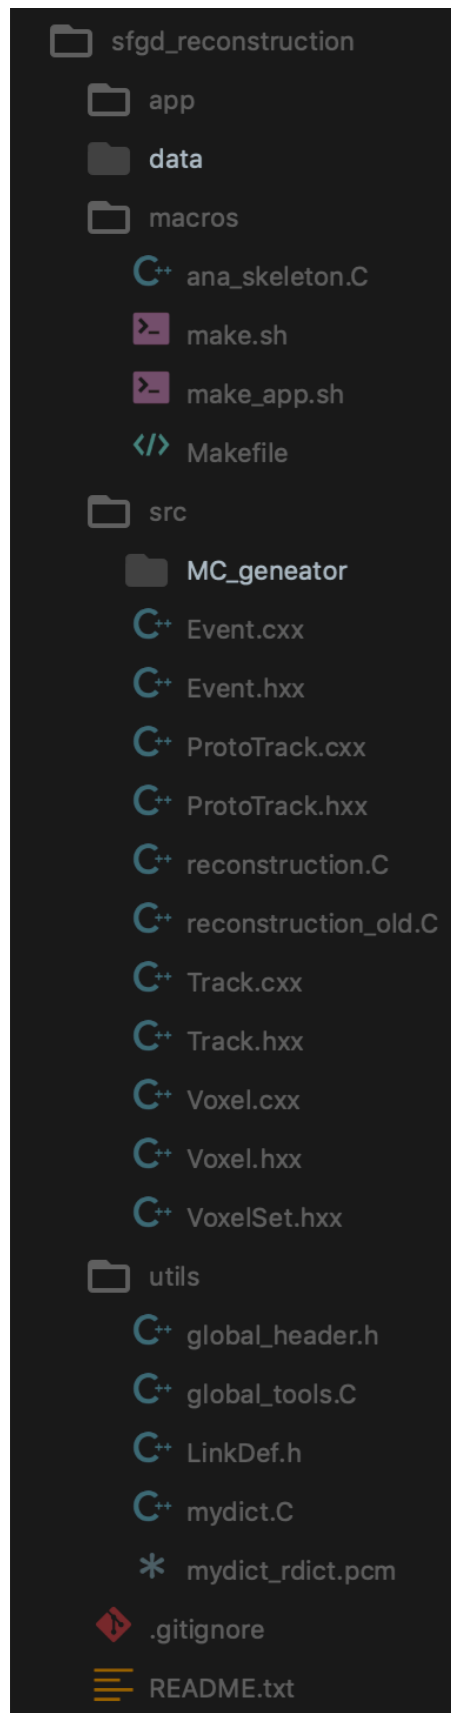 sfgd_reconstruction
app
data
macros
C++ ana_skeleton.C
make.sh
make_app.sh
Makefile
src
MC_geneator
C++ Event.cxx
C++ Event.hxx
C++ ProtoTrack.cxx
C++ ProtoTrack.hxx
C++ reconstruction.C
C++ reconstruction_old.C
C++ Track.cxx
C++ Track.hxx
C++ Voxel.cxx
C++ Voxel.hxx
C++ VoxelSet.hxx
utils
C++ global_header.h
C++ global_tools.C
C++ LinkDef.h
C++ mydict.C
mydict_rdict.pcm
.gitignore
README.txt